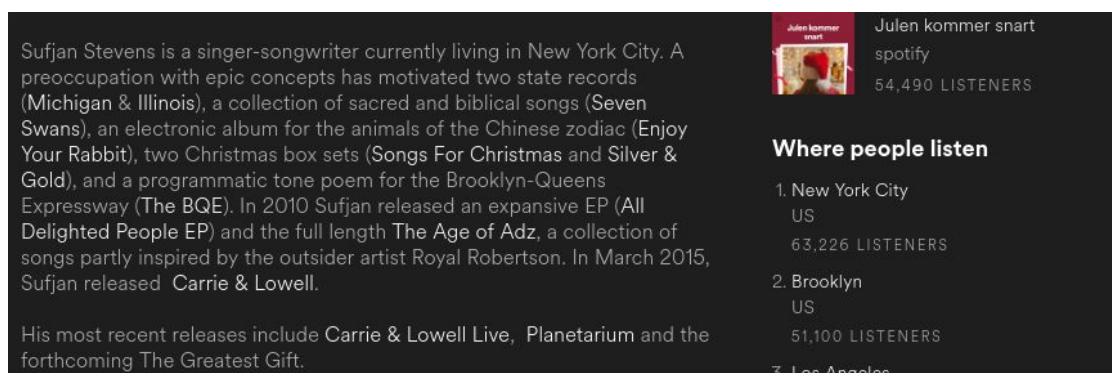 Sufjan Stevens is a singer-songwriter currently living in New York City. A
preoccupation with epic concepts has motivated two state records
(Michigan & Illinois), a collection of sacred and biblical songs (Seven
Swans), an electronic album for the animals of the Chinese zodiac (Enjoy
Your Rabbit), two Christmas box sets (Songs For Christmas and Silver &
Gold), and a programmatic tone poem for the Brooklyn-Queens
Expressway (The BQE). In 2010 Sufjan released an expansive EP (All
Delighted People EP) and the full length The Age of Adz, a collection of
songs partly inspired by the outsider artist Royal Robertson. In March 2015,
Sufjan released Carrie & Lowell.
His most recent releases include Carrie & Lowell Live, Planetarium and the
forthcoming The Greatest Gift.
Julen kommer
snart
Julen kommer snart
spotify
54,490 LISTENERS
Where people listen
1. New York City
US
63,226 LISTENERS
2. Brooklyn
US
51,100 LISTENERS
3. Los Angeles